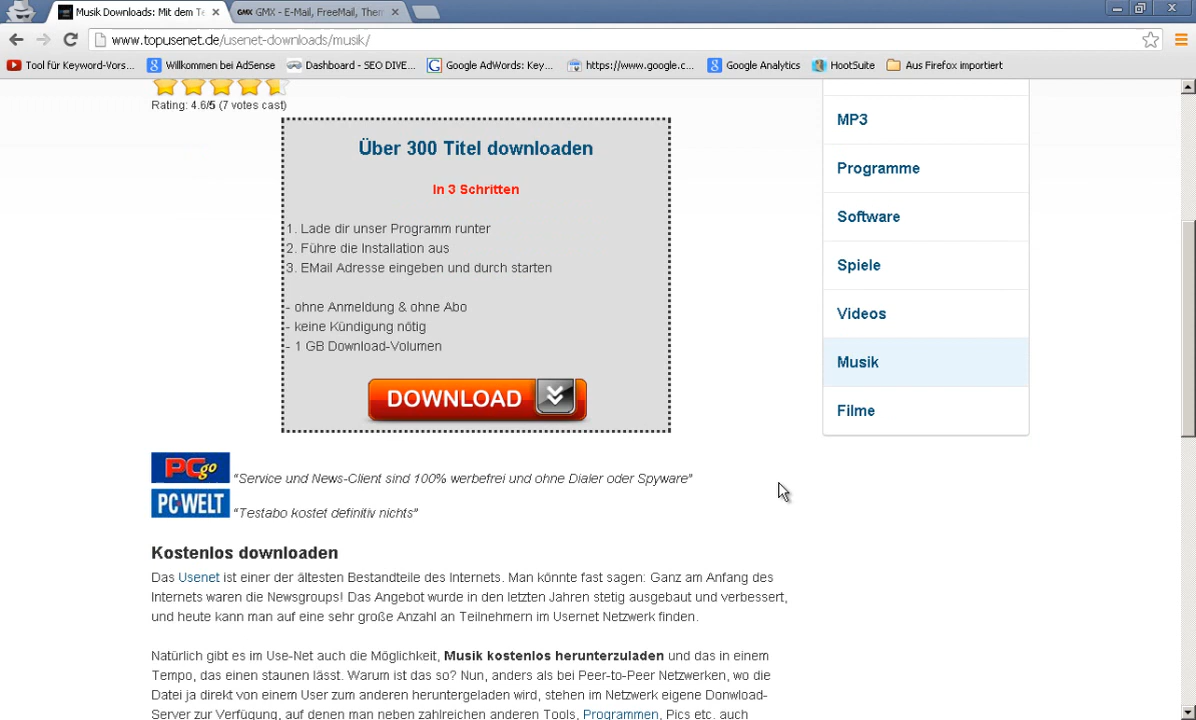 Musik Downloads: Mit dem Te
GMX - E-Mail, FreeMail, Them
www.topusenet.de/usenet-downloads/musik/
Tool für Keyword-Vors...
Willkommen bei AdSense
Dashboard - SEO DIVE...
Google AdWords: Key...
https://www.google.c...
Google Analytics
HootSuite
Aus Firefox importiert
Rating: 4.6/5 (7 votes cast)
Über 300 Titel downloaden
In 3 Schritten
1. Lade dir unser Programm runter
2. Führe die Installation aus
3. EMail Adresse eingeben und durch starten
- ohne Anmeldung & ohne Abo
- keine Kündigung nötig
- 1 GB Download-Volumen
DOWNLOAD
MP3
Programme
Software
Spiele
Videos
Musik
Filme
PCgo "Service und News-Client sind 100% werbefrei und ohne Dialer oder Spyware"
PC WELT "Testabo kostet definitiv nichts"
Kostenlos downloaden
Das Usenet ist einer der ältesten Bestandteile des Internets. Man könnte fast sagen: Ganz am Anfang des
Internets waren die Newsgroups! Das Angebot wurde in den letzten Jahren stetig ausgebaut und verbessert,
und heute kann man auf eine sehr große Anzahl an Teilnehmern im Usernet Netzwerk finden.
Natürlich gibt es im Use-Net auch die Möglichkeit, Musik kostenlos herunterzuladen und das in einem
Tempo, das einen staunen lässt. Warum ist das so? Nun, anders als bei Peer-to-Peer Netzwerken, wo die
Datei ja direkt von einem User zum anderen heruntergeladen wird, stehen im Netzwerk eigene Donwload-
Server zur Verfügung, auf denen man neben zahlreichen anderen Tools, Programmen, Pics etc. auch